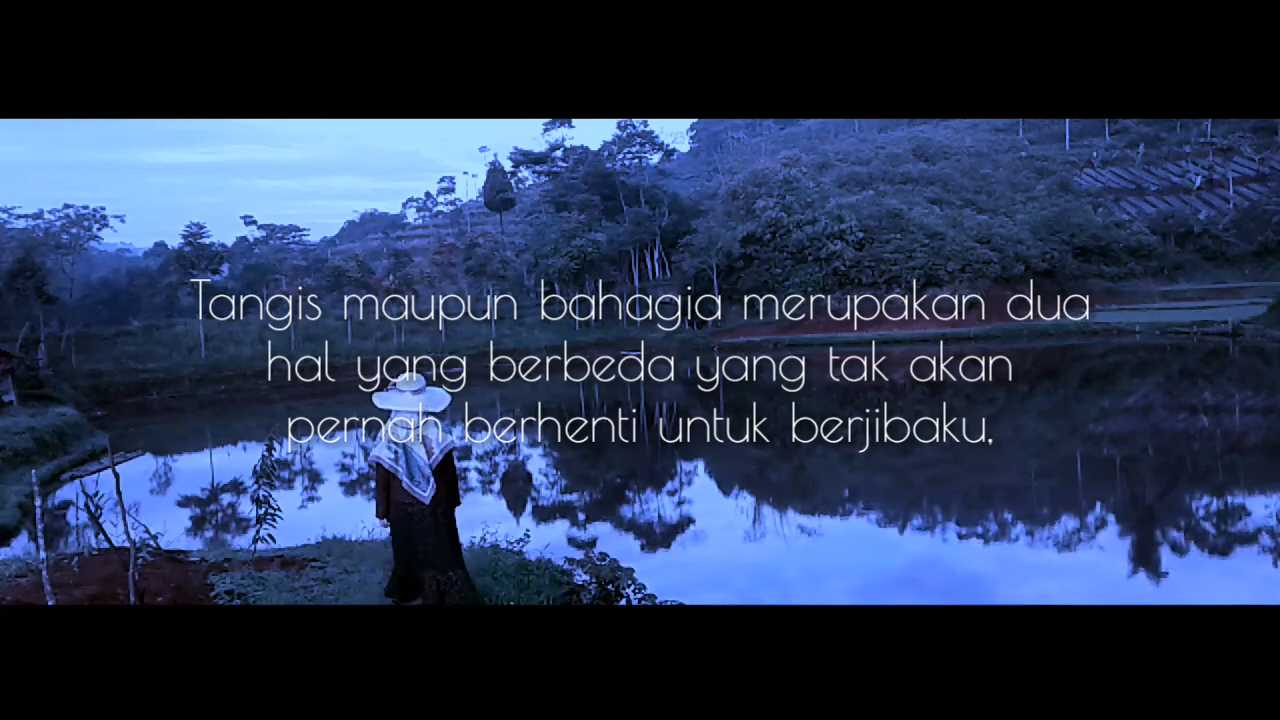 Tangis maupun bahagia merupakan dua
hal yang berbeda yang tak akan
pernah berhenti untuk berjibaku,